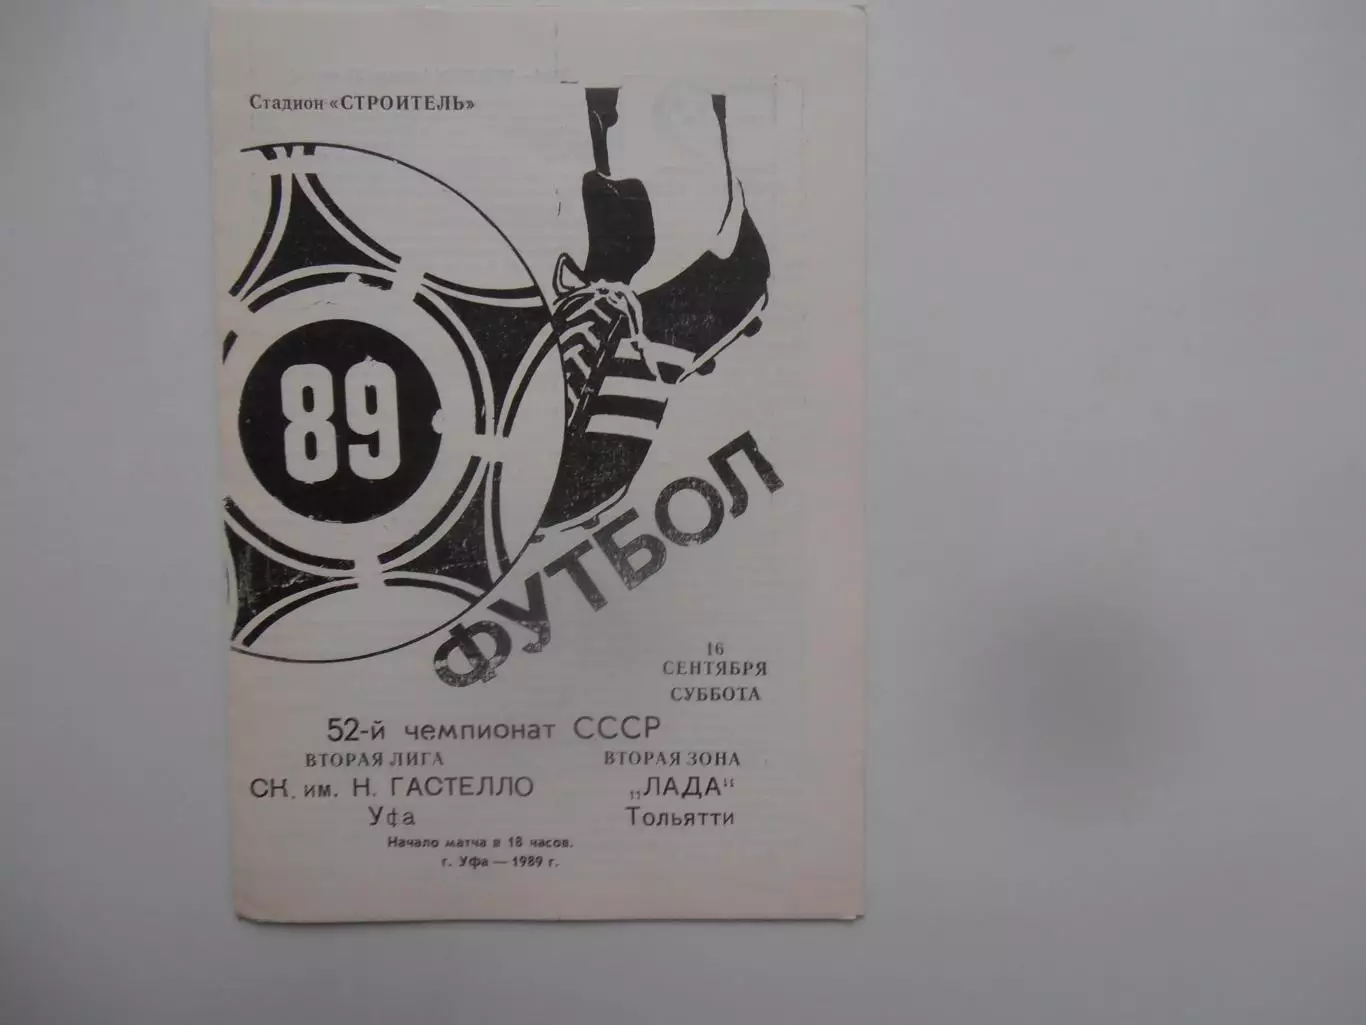 Стадион «СТРОИТЕЛЬ»
89
ФУТБОЛ
16
СЕНТЯБРЯ
СУББОТА
52-й чемпионат СССР
ВТОРАЯ ЛИГА ВТОРАЯ ЗОНА
СК. им. Н. ГАСТЕЛЛО „ЛАДА"
Уфа Тольятти
Начало матча в 18 часов.
г. Уфа — 1989 г.